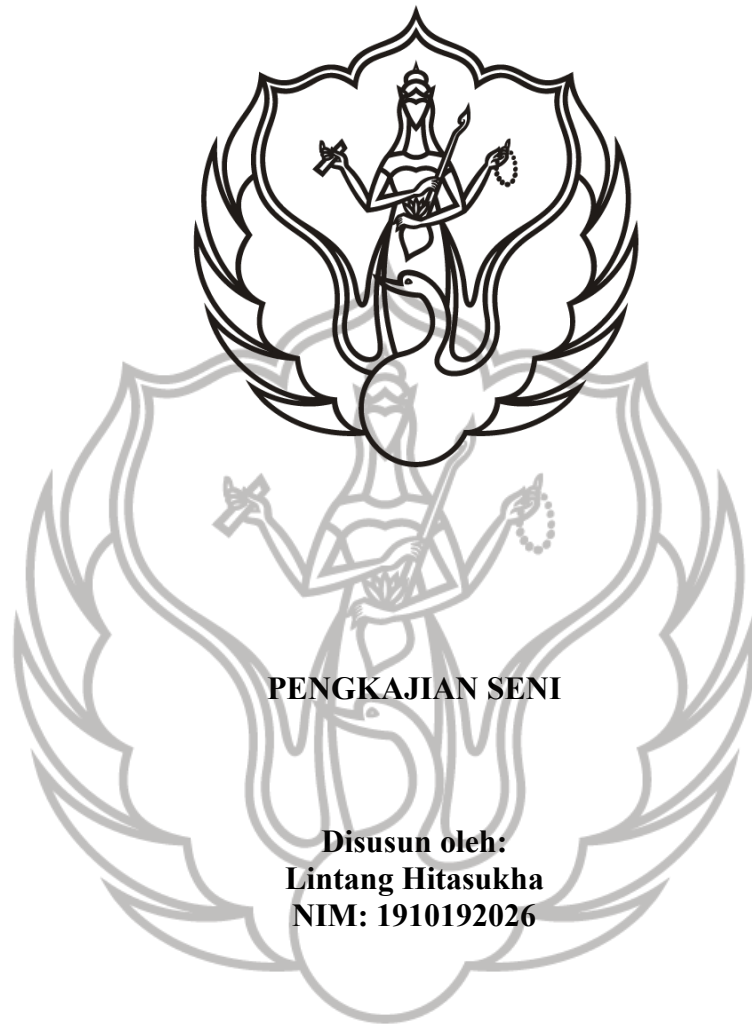 PENGKAJIAN SENI
Disusun oleh:
Lintang Hitasukha
NIM: 1910192026